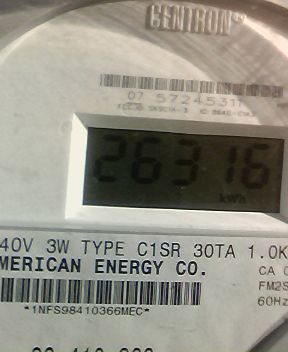 CENTRON
07 57245311
26316
kWh
40V 3W TYPE C1SR 30TA 1.0K
MERICAN ENERGY CO.
CA
FM2S
60Hz
*1NFS98410366MEC*